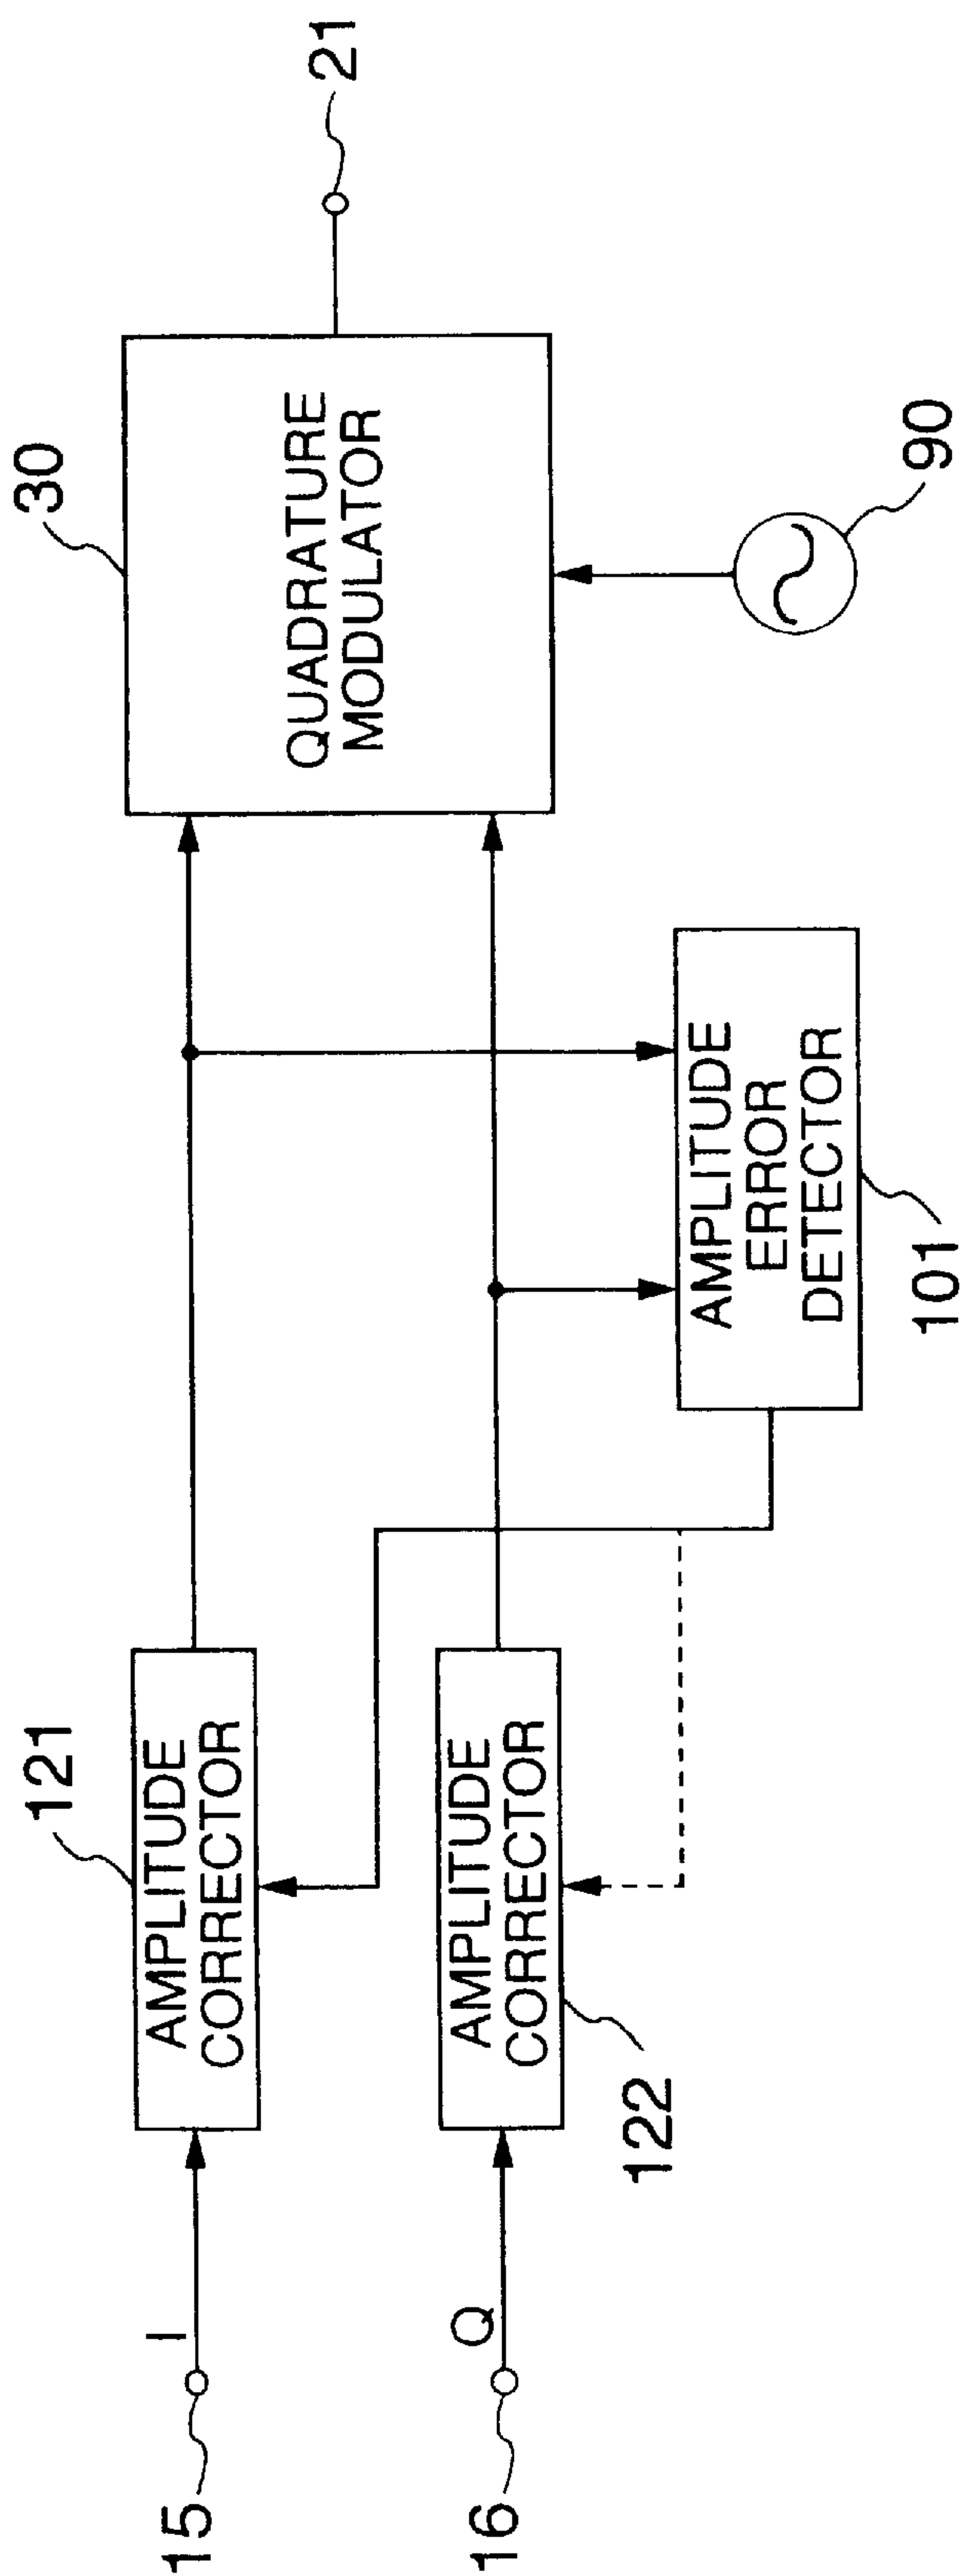 30
21
QUADRATURE
MODULATOR
90
121
AMPLITUDE
CORRECTOR
AMPLITUDE
ERROR
DETECTOR
101
I
15
AMPLITUDE
CORRECTOR
122
Q
16